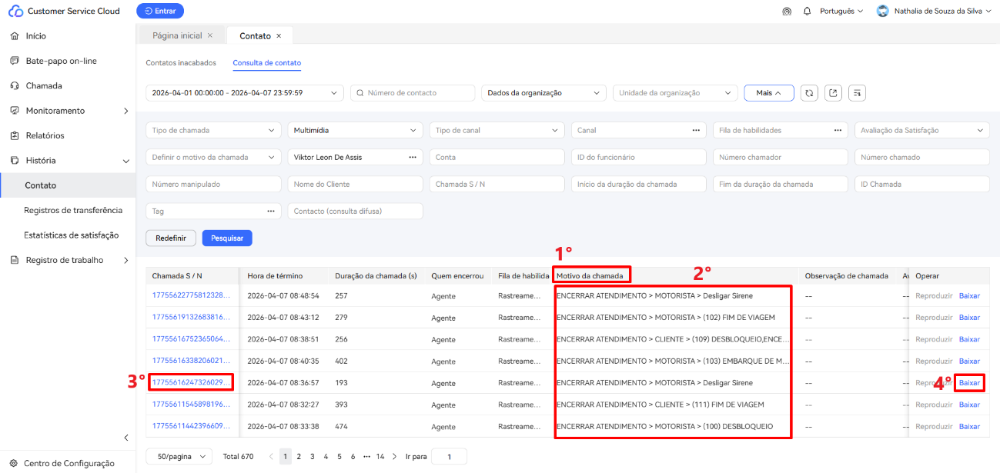 Customer Service Cloud Entrar Português Nathalia de Souza da Silva
Início
Bate-papo on-line
Chamada
Monitoramento
Relatórios
História
Contato
Registros de transferência
Estatísticas de satisfação
Registro de trabalho
Centro de Configuração
Página inicial × Contato ×
Contatos inacabados Consulta de contato
2026-04-01 00:00:00 - 2026-04-07 23:59:59 Número de contacto Dados da organização Unidade da organização Mais
Tipo de chamada Multimídia Tipo de canal Canal ••• Fila de habilidades ••• Avaliação da Satisfação
Definir o motivo da chamada Viktor Leon De Assis ••• Conta ID do funcionário Número chamador Número chamado
Número manipulado Nome do Cliente Chamada S / N Início da duração da chamada Fim da duração da chamada ID Chamada
Tag ••• Contacto (consulta difusa)
Redefinir Pesquisar
1° 2°
Chamada S / N Hora de término Duração da chamada (s) Quem encerrou Fila de habilida Motivo da chamada Observação de chamada Av Operar
17755622775812328... 2026-04-07 08:48:54 257 Agente Rastreame... ENCERRAR ATENDIMENTO > MOTORISTA > Desligar Sirene -- -- Reproduzir Baixar
17755619132683816... 2026-04-07 08:43:12 279 Agente Rastreame... ENCERRAR ATENDIMENTO > MOTORISTA > (102) FIM DE VIAGEM -- -- Reproduzir Baixar
17755616752365064... 2026-04-07 08:38:51 256 Agente Rastreame... ENCERRAR ATENDIMENTO > CLIENTE > (109) DESBLOQUEIO,ENCE... -- -- Reproduzir Baixar
17755616338206021... 2026-04-07 08:40:35 402 Agente Rastreame... ENCERRAR ATENDIMENTO > MOTORISTA > (103) EMBARQUE DE M... -- -- Reproduzir Baixar
3° 17755616247326029... 2026-04-07 08:36:57 193 Agente Rastreame... ENCERRAR ATENDIMENTO > MOTORISTA > Desligar Sirene -- -- Reproduzir 4° Baixar
17755611545898196... 2026-04-07 08:32:27 393 Agente Rastreame... ENCERRAR ATENDIMENTO > CLIENTE > (111) FIM DE VIAGEM -- -- Reproduzir Baixar
17755611442396609... 2026-04-07 08:33:38 474 Agente Rastreame... ENCERRAR ATENDIMENTO > MOTORISTA > (100) DESBLOQUEIO -- -- Reproduzir Baixar
50/pagina Total 670 < 1 2 3 4 5 6 ••• 14 > Ir para 1